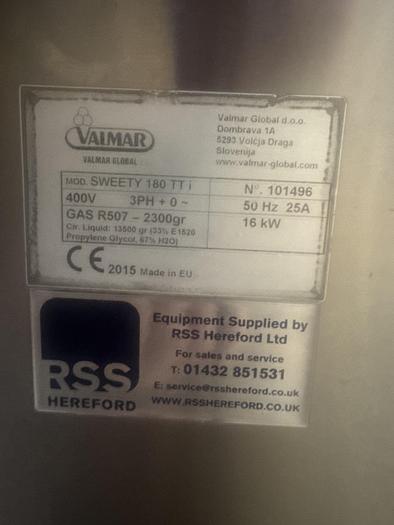 VALMAR
VALMAR GLOBAL
Valmar Global d.o.o.
Dombrava 1A
5293 Volčja Draga
Slovenija
www.valmar-global.com
MOD. SWEETY 180 TT i
N°. 101496
400V 3PH + 0 ~
50 Hz 25A
GAS R507 – 2300gr
16 kW
Cir. Liquid: 13500 gr (33% E1520
Propylene Glycol, 67% H2O)
CE 2015 Made in EU
RSS
HEREFORD
Equipment Supplied by
RSS Hereford Ltd
For sales and service
T: 01432 851531
E: service@rsshereford.co.uk
WWW.RSSHEREFORD.CO.UK